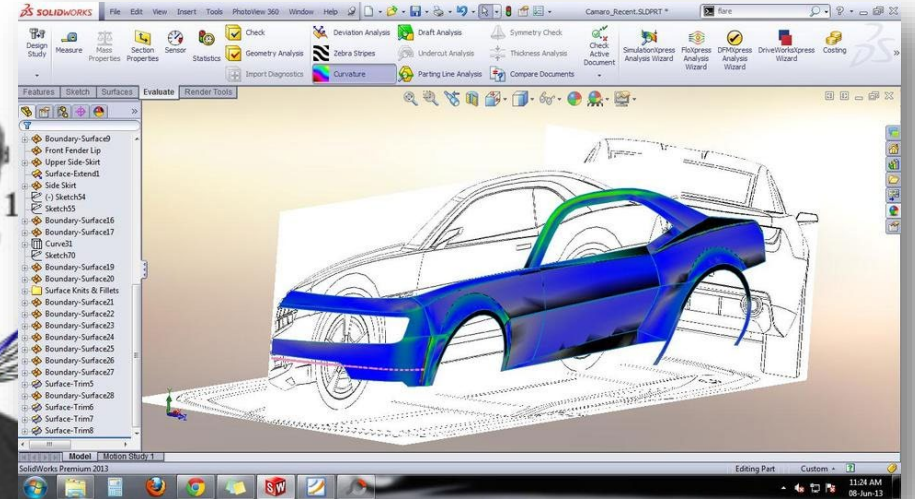 SOLIDWORKS File Edit View Insert Tools PhotoView 360 Window Help Camaro_Recent.SLDPRT * flare
Design Study
Measure
Mass Properties
Section Properties
Sensor
Statistics
Check
Geometry Analysis
Import Diagnostics
Deviation Analysis
Zebra Stripes
Curvature
Draft Analysis
Undercut Analysis
Parting Line Analysis
Symmetry Check
Thickness Analysis
Compare Documents
Check Active Document
SimulationXpress Analysis Wizard
FloXpress Analysis Wizard
DFMXpress Analysis Wizard
DriveWorksXpress Wizard
Costing
Features Sketch Surfaces Evaluate Render Tools
Boundary-Surface9
Front Fender Lip
Upper Side-Skirt
Surface-Extend1
Side Skirt
(-) Sketch54
Sketch55
Boundary-Surface16
Boundary-Surface17
Curve31
Sketch70
Boundary-Surface19
Boundary-Surface20
Surface Knits & Fillets
Boundary-Surface21
Boundary-Surface22
Boundary-Surface23
Boundary-Surface24
Boundary-Surface25
Boundary-Surface26
Boundary-Surface27
Surface-Trim5
Boundary-Surface28
Surface-Trim6
Surface-Trim7
Surface-Trim8
1
Model Motion Study 1
SolidWorks Premium 2013 Editing Part Custom
SW
11:24 AM
08-Jun-13